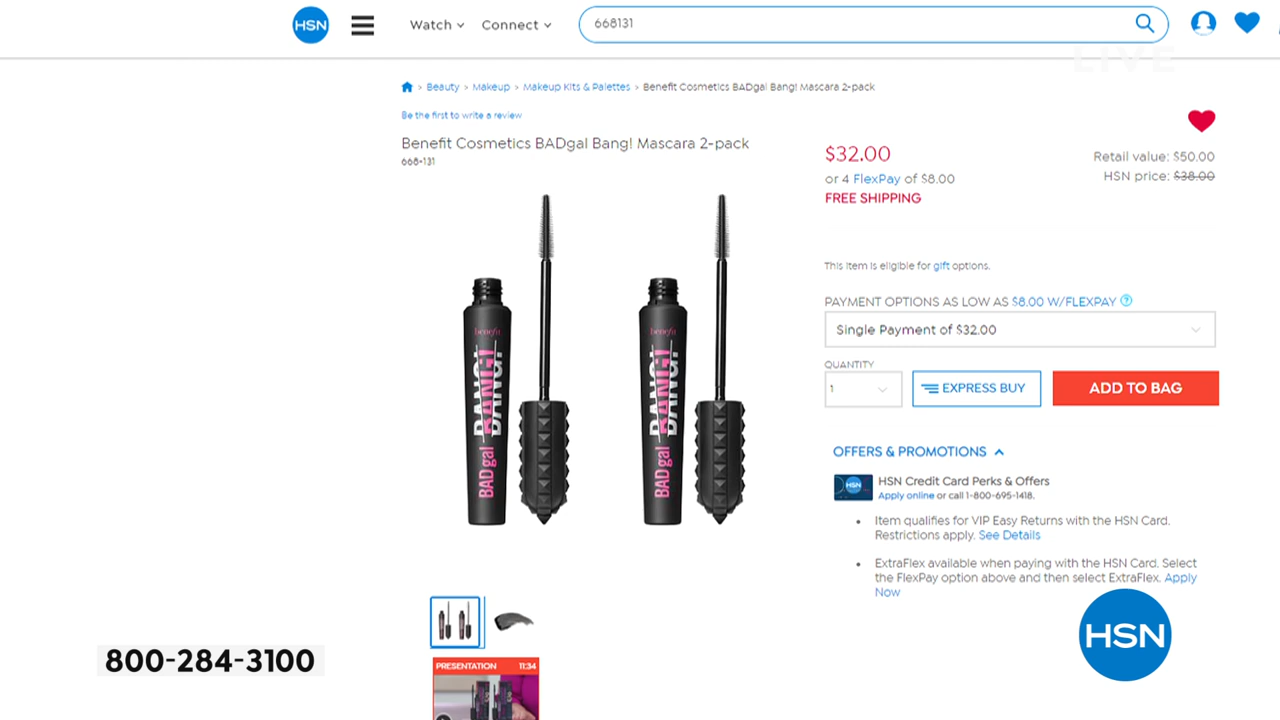 HSN
Watch
Connect
668131
LIVE
> Beauty > Makeup > Makeup Kits & Palettes > Benefit Cosmetics BADgal Bang! Mascara 2-pack
Be the first to write a review
Benefit Cosmetics BADgal Bang! Mascara 2-pack
668-131
$32.00
or 4 FlexPay of $8.00
FREE SHIPPING
Retail value: $50.00
HSN price: $38.00
This item is eligible for gift options.
PAYMENT OPTIONS AS LOW AS $8.00 W/FLEXPAY ?
Single Payment of $32.00
QUANTITY
1
EXPRESS BUY
ADD TO BAG
benefit
BADgal BANG!
benefit
BADgal BANG!
OFFERS & PROMOTIONS
HSN
HSN Credit Card Perks & Offers
Apply online or call 1-800-695-1418.
• Item qualifies for VIP Easy Returns with the HSN Card.
Restrictions apply. See Details
• ExtraFlex available when paying with the HSN Card. Select
the FlexPay option above and then select ExtraFlex. Apply
Now
PRESENTATION 11:34
800-284-3100
HSN